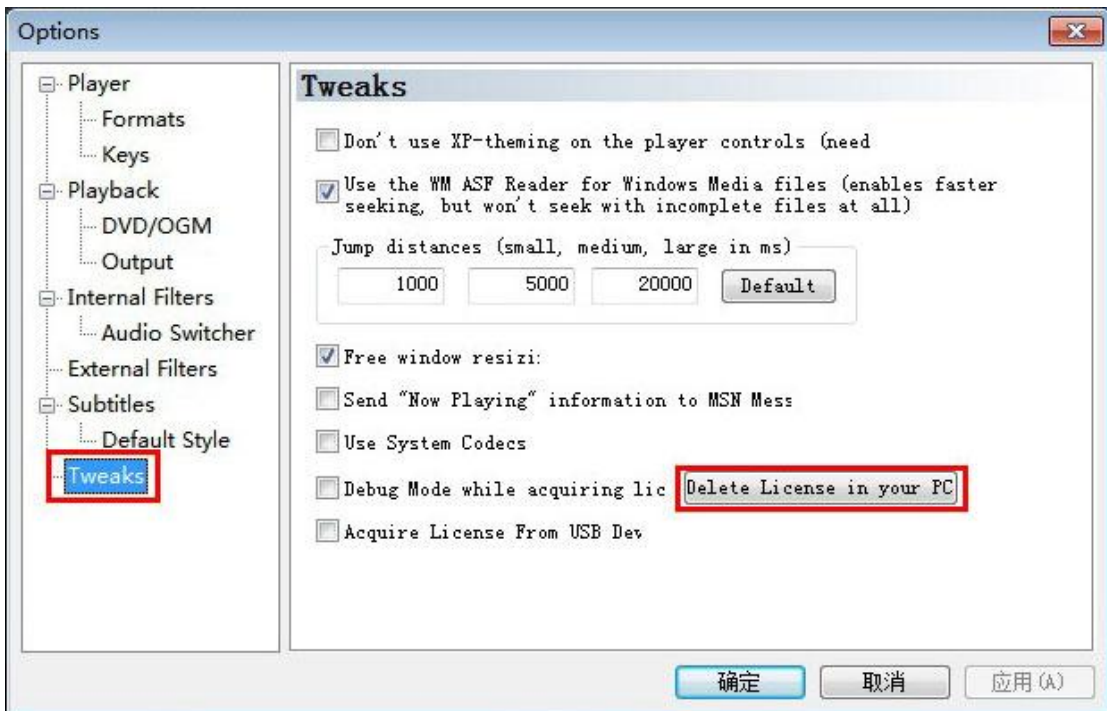 Options
Player
Formats
Keys
Playback
DVD/OGM
Output
Internal Filters
Audio Switcher
External Filters
Subtitles
Default Style
Tweaks
Tweaks
Don't use XP-theming on the player controls (need
Use the WM ASF Reader for Windows Media files (enables faster
seeking, but won't seek with incomplete files at all)
Jump distances (small, medium, large in ms)
1000 5000 20000 Default
Free window resizi:
Send "Now Playing" information to MSN Mess
Use System Codecs
Debug Mode while acquiring lic Delete License in your PC
Acquire License From USB Dev
确定 取消 应用(A)